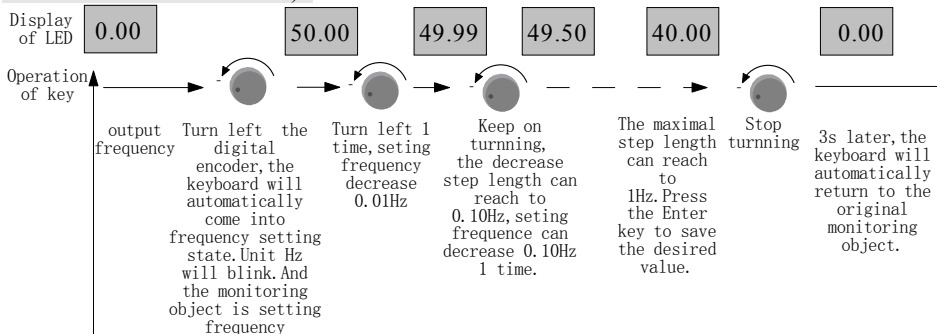 Display
of LED
0.00
50.00
49.99
49.50
40.00
0.00
Operation
of key
output
frequency
Turn left the
digital
encoder,the
keyboard will
automatically
come into
frequency setting
state.Unit Hz
will blink.And
the monitoring
object is setting
frequency
Turn left 1
time,seting
frequency
decrease
0.01Hz
Keep on
turnning,
the decrease
step length can
reach to
0.10Hz,seting
frequence can
decrease 0.10Hz
1 time.
The maximal
step length
can reach
to
1Hz.Press
the Enter
key to save
the desired
value.
Stop
turnning
3s later,the
keyboard will
automatically
return to the
original
monitoring
object.